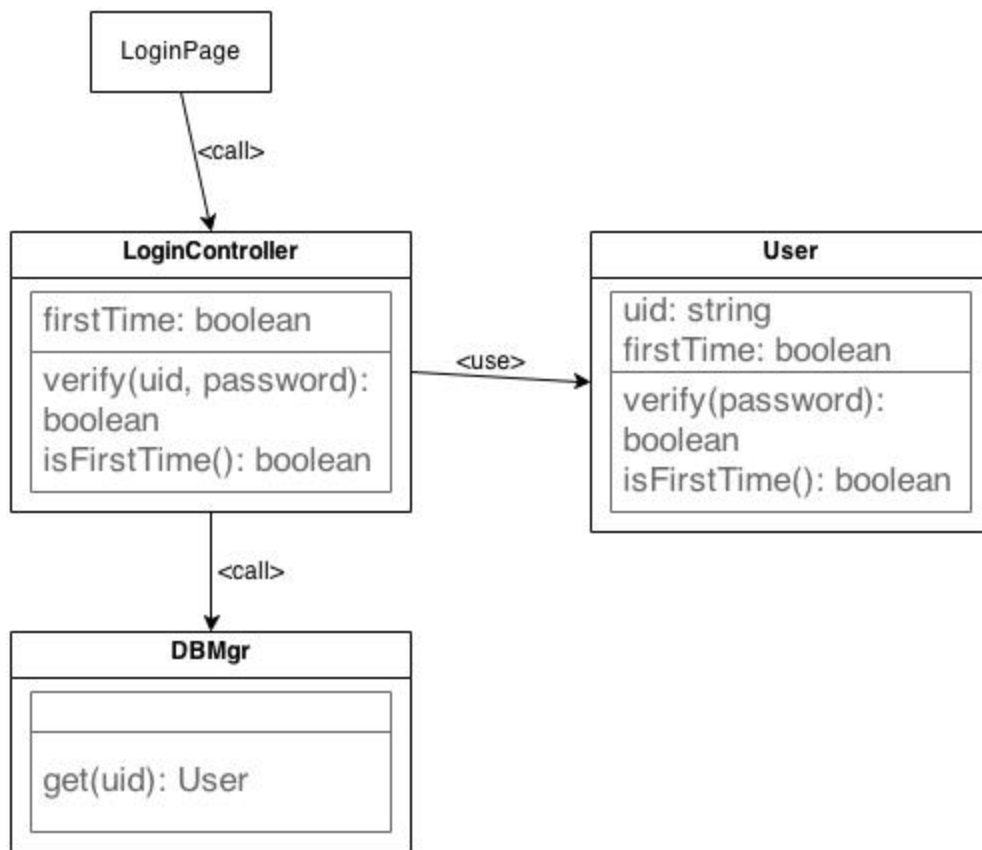 LoginPage
<call>
LoginController
firstTime: boolean
verify(uid, password):
boolean
isFirstTime(): boolean
<use>
User
uid: string
firstTime: boolean
verify(password):
boolean
isFirstTime(): boolean
<call>
DBMgr
get(uid): User